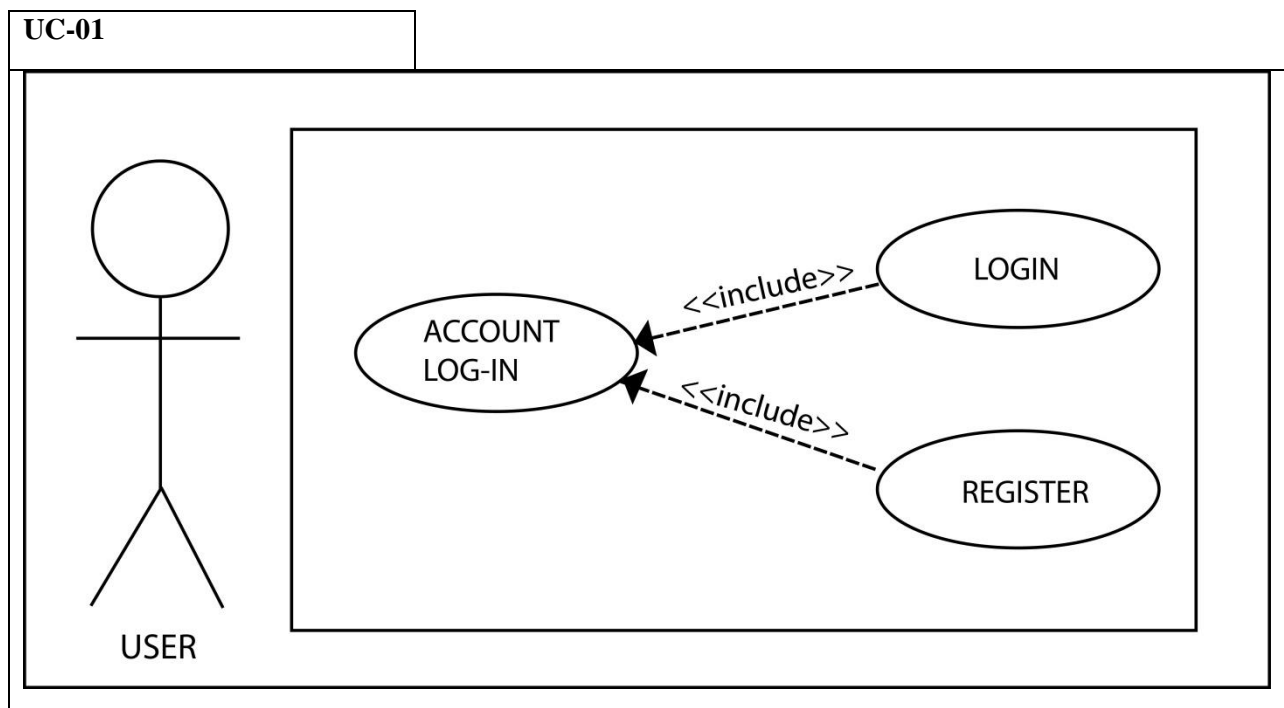 UC-01
LOGIN
<<include>>
ACCOUNT
LOG-IN
<<include>>
REGISTER
USER